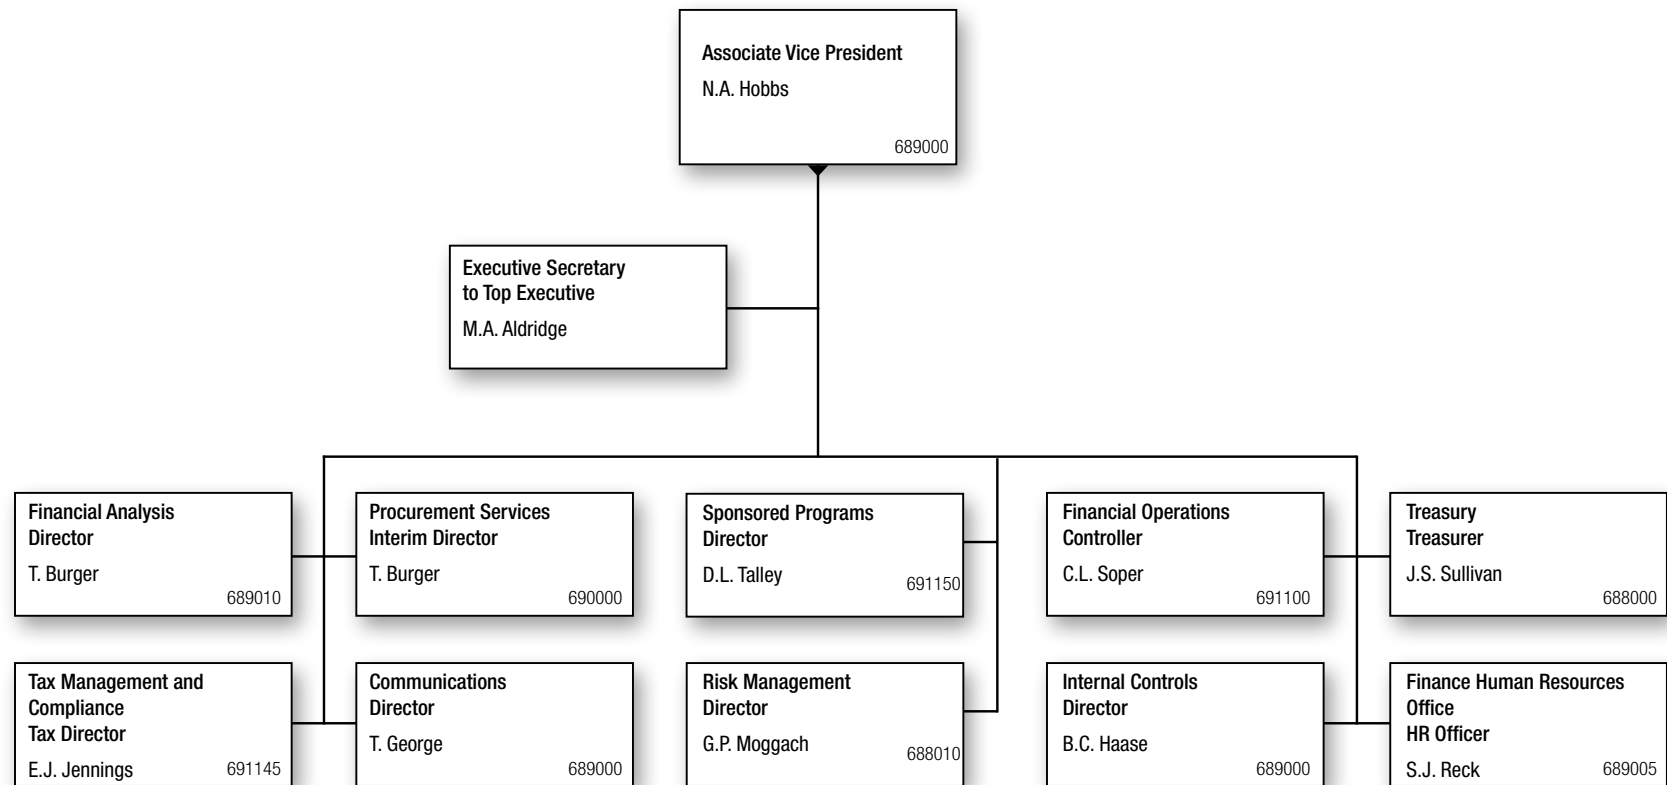 Associate Vice President
N.A. Hobbs
689000
Executive Secretary
to Top Executive
M.A. Aldridge
Financial Analysis
Director
T. Burger
689010
Procurement Services
Interim Director
T. Burger
690000
Sponsored Programs
Director
D.L. Talley
691150
Financial Operations
Controller
C.L. Soper
691100
Treasury
Treasurer
J.S. Sullivan
688000
Tax Management and
Compliance
Tax Director
E.J. Jennings 691145
Communications
Director
T. George
689000
Risk Management
Director
G.P. Moggach
688010
Internal Controls
Director
B.C. Haase
689000
Finance Human Resources
Office
HR Officer
S.J. Reck 689005